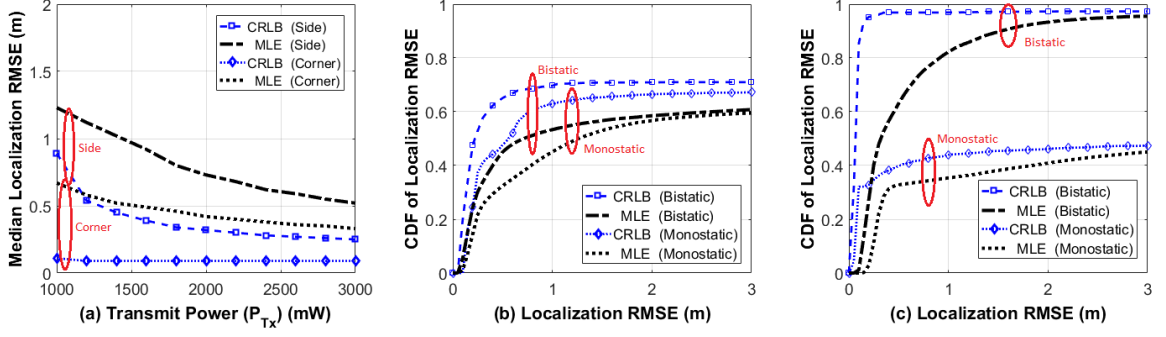 Median Localization RMSE (m)
2
1.5
1
0.5
0
1000
1500
2000
2500
3000
(a) Transmit Power (P_Tx) (mW)
CRLB (Side)
MLE (Side)
CRLB (Corner)
MLE (Corner)
Side
Corner
CDF of Localization RMSE
1
0.8
0.6
0.4
0.2
0
0
1
2
3
(b) Localization RMSE (m)
Bistatic
Monostatic
CRLB (Bistatic)
MLE (Bistatic)
CRLB (Monostatic)
MLE (Monostatic)
CDF of Localization RMSE
1
0.8
0.6
0.4
0.2
0
0
1
2
3
(c) Localization RMSE (m)
Bistatic
Monostatic
CRLB (Bistatic)
MLE (Bistatic)
CRLB (Monostatic)
MLE (Monostatic)